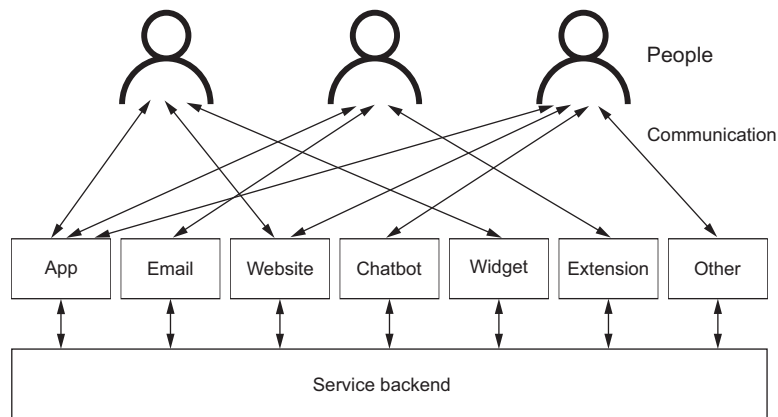 People
Communication
App Email Website Chatbot Widget Extension Other
Service backend